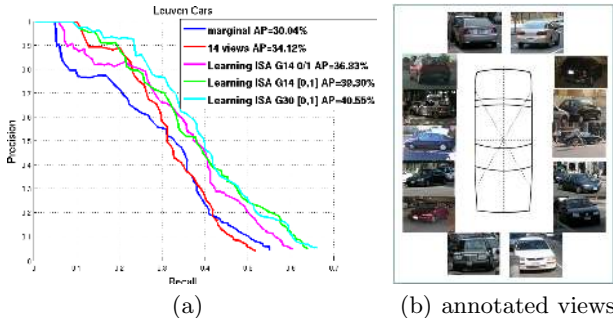 Leuven Cars
marginal AP=30.04%
14 views AP=34.12%
Learning ISA G14 0/1 AP=36.83%
Learning ISA G14 [0,1] AP=39.30%
Learning ISA G30 [0,1] AP=40.55%
Precision
Recall
(a)
(b) annotated views